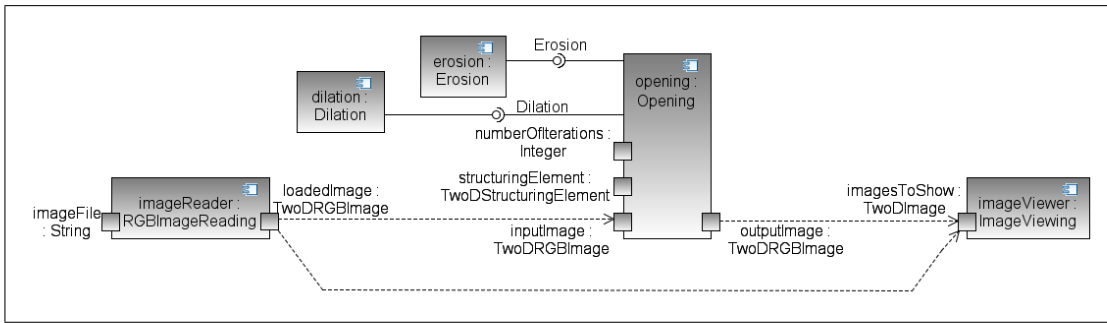 Erosion
erosion :
Erosion
opening :
Opening
dilation :
Dilation
Dilation
numberOfIterations :
Integer
structuringElement :
TwoDStructuringElement
imageFile
: String
imageReader:
RGBImageReading
loadedImage :
TwoDRGBImage
inputImage :
TwoDRGBImage
outputImage :
TwoDRGBImage
imagesToShow:
TwoDImage
imageViewer:
ImageViewing